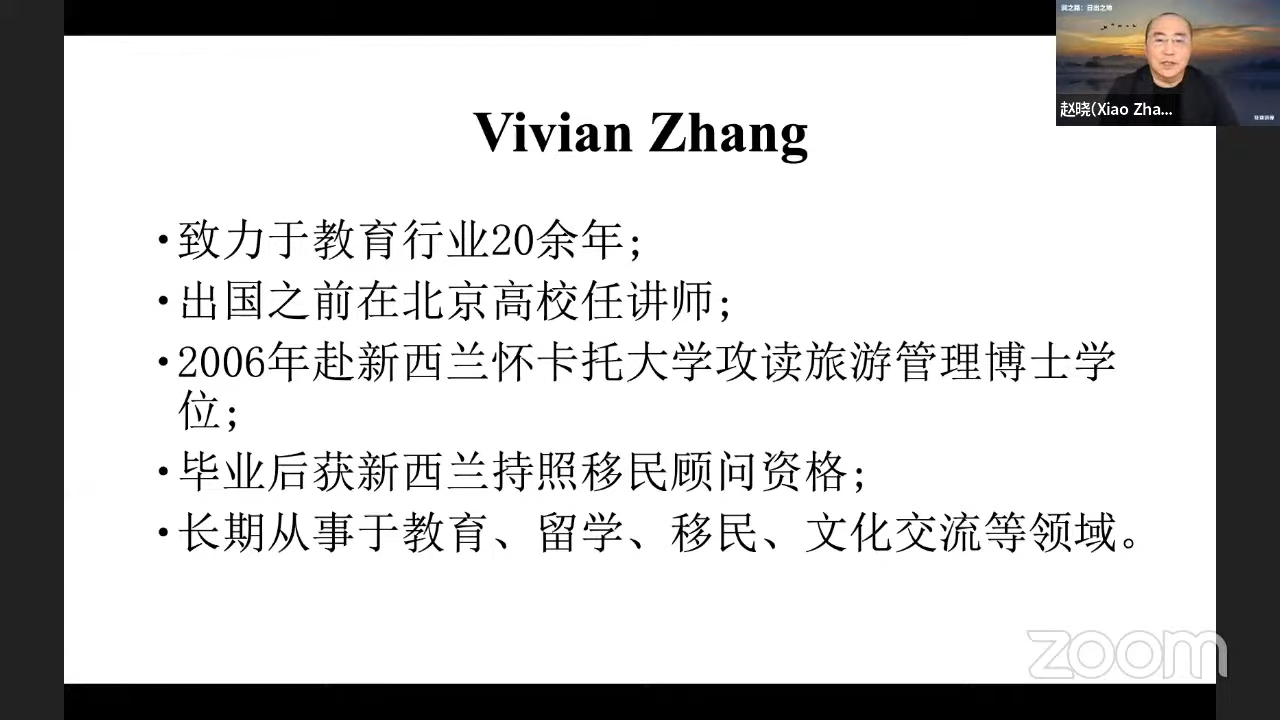 Vivian Zhang
•致力于教育行业20余年;
•出国之前在北京高校任讲师;
•2006年赴新西兰怀卡托大学攻读旅游管理博士学
位;
•毕业后获新西兰持照移民顾问资格;
•长期从事于教育、留学、移民、文化交流等领域。
赵晓(Xiao Zha...
zoom